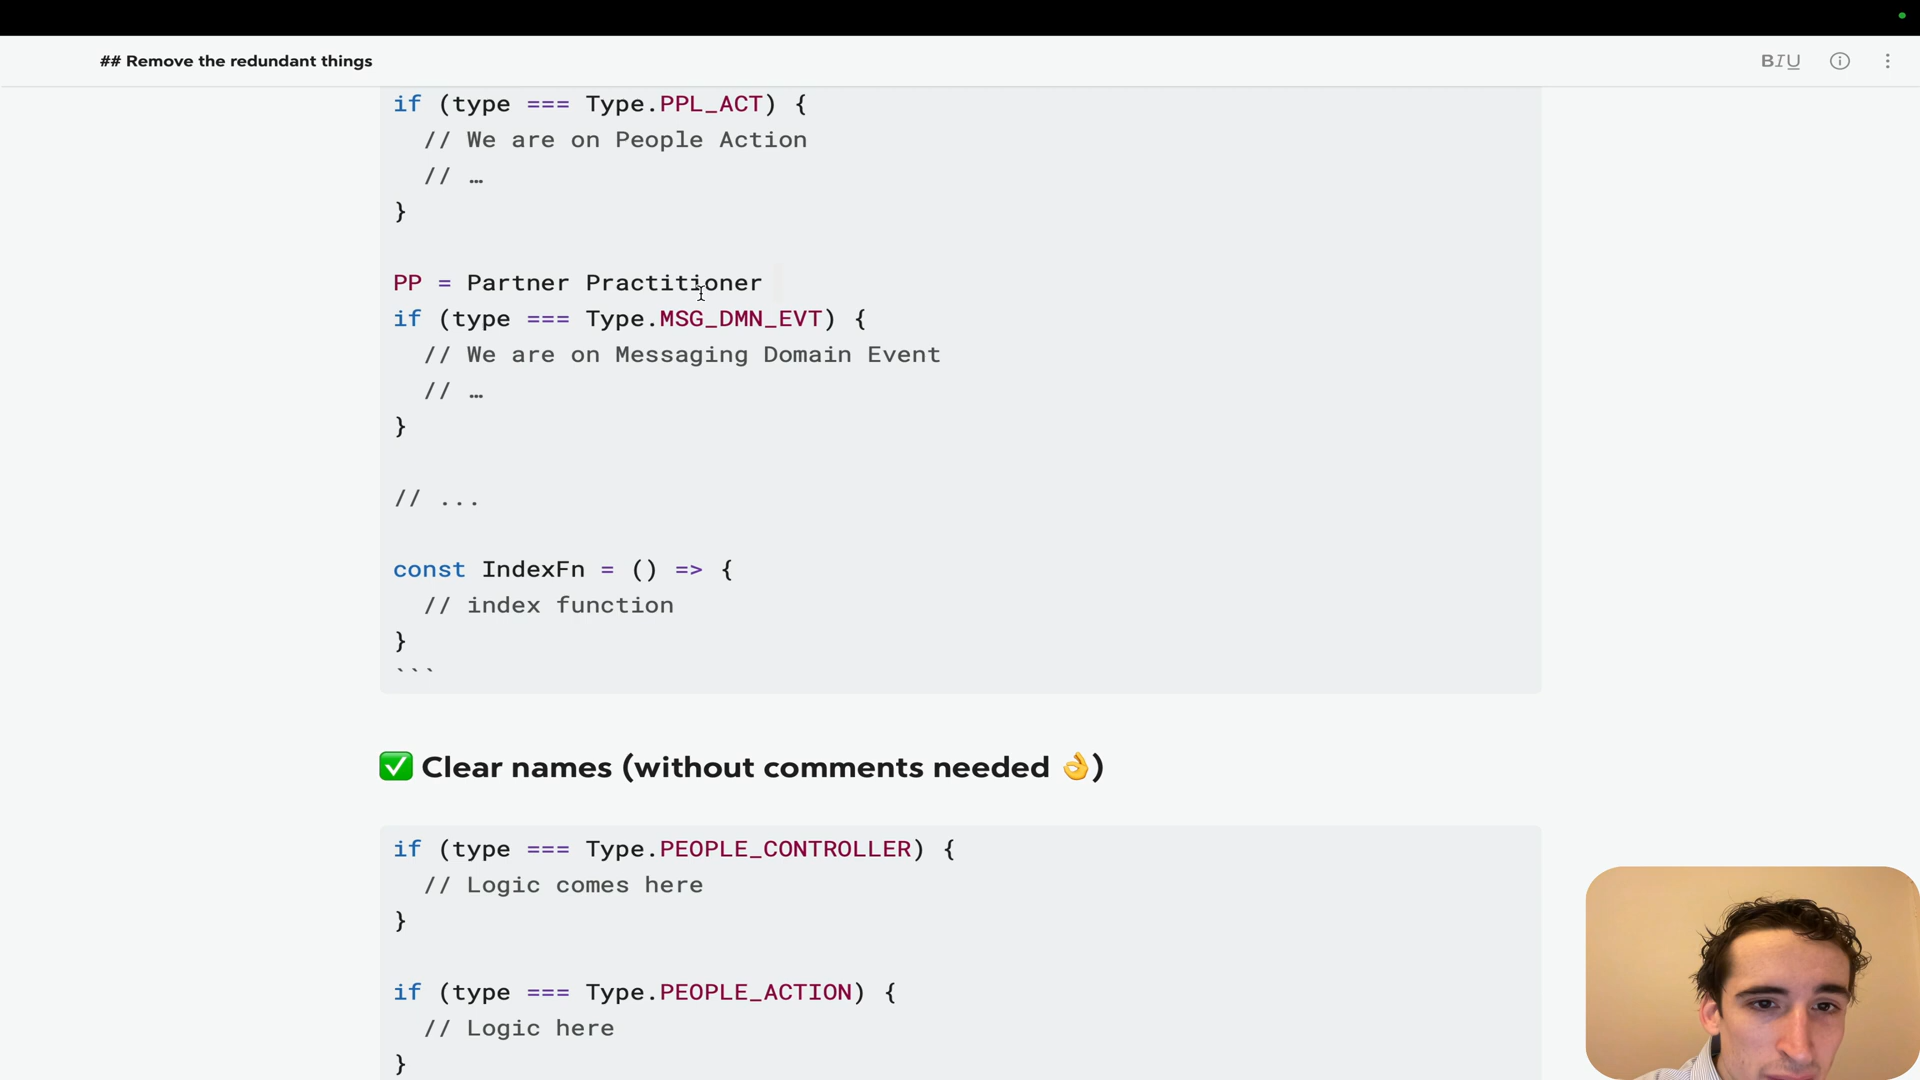 ## Remove the redundant things
BIU
if (type === Type.PPL_ACT) {
// We are on People Action
// …
}
PP = Partner Practitioner
if (type === Type.MSG_DMN_EVT) {
// We are on Messaging Domain Event
// …
}
// ...
const IndexFn = () => {
// index function
}
```
✅ Clear names (without comments needed 👌)
if (type === Type.PEOPLE_CONTROLLER) {
// Logic comes here
}
if (type === Type.PEOPLE_ACTION) {
// Logic here
}